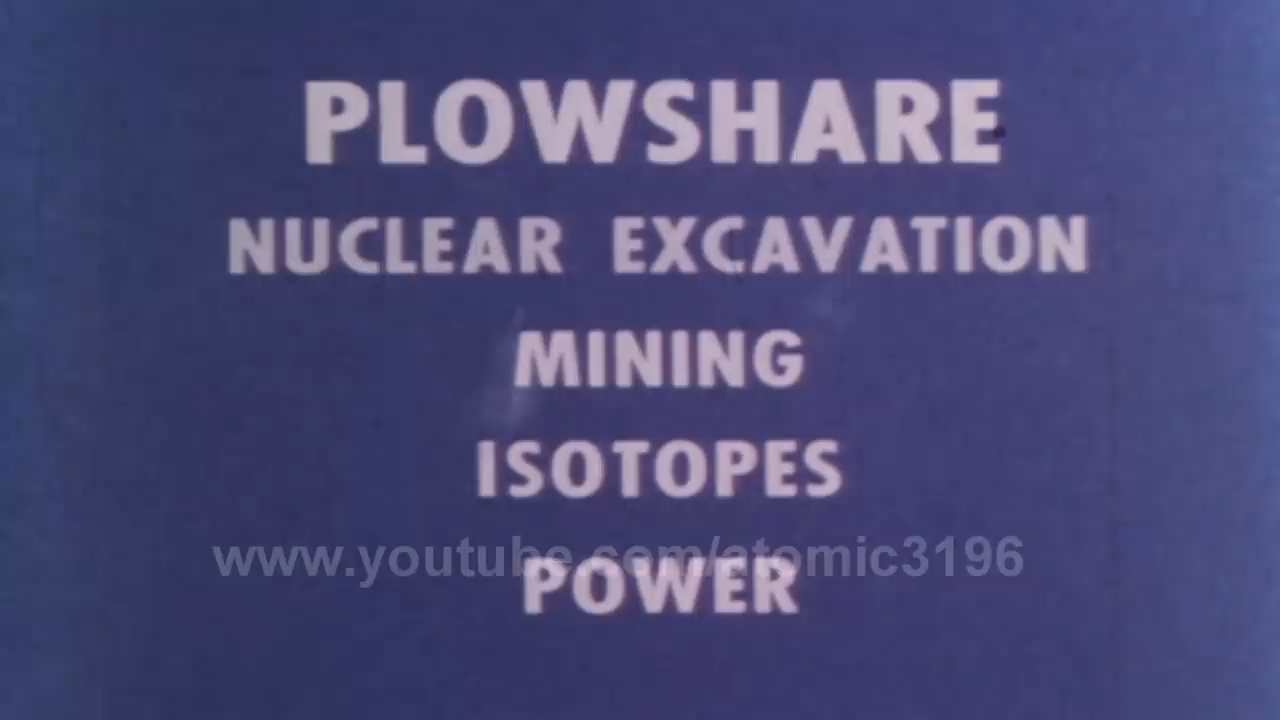 PLOWSHARE
NUCLEAR EXCAVATION
MINING
ISOTOPES
www.youtube.com/atomic3196
POWER